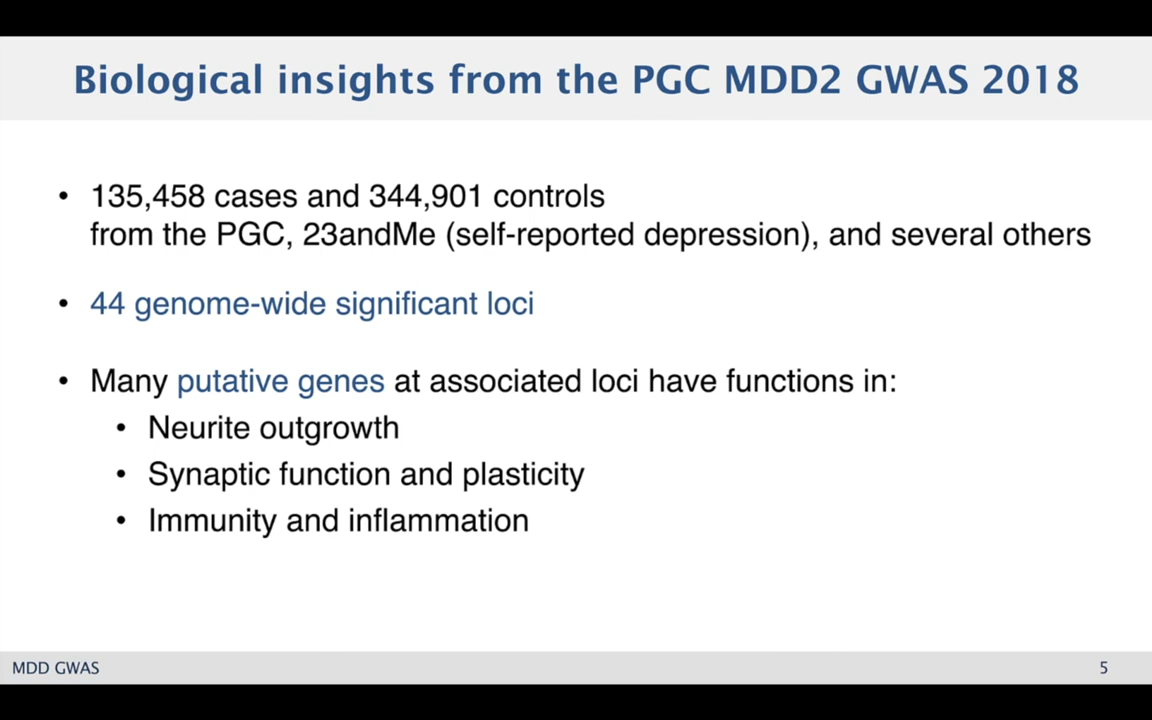 Biological insights from the PGC MDD2 GWAS 2018
• 135,458 cases and 344,901 controls
from the PGC, 23andMe (self-reported depression), and several others
• 44 genome-wide significant loci
• Many putative genes at associated loci have functions in:
• Neurite outgrowth
• Synaptic function and plasticity
• Immunity and inflammation
MDD GWAS
5